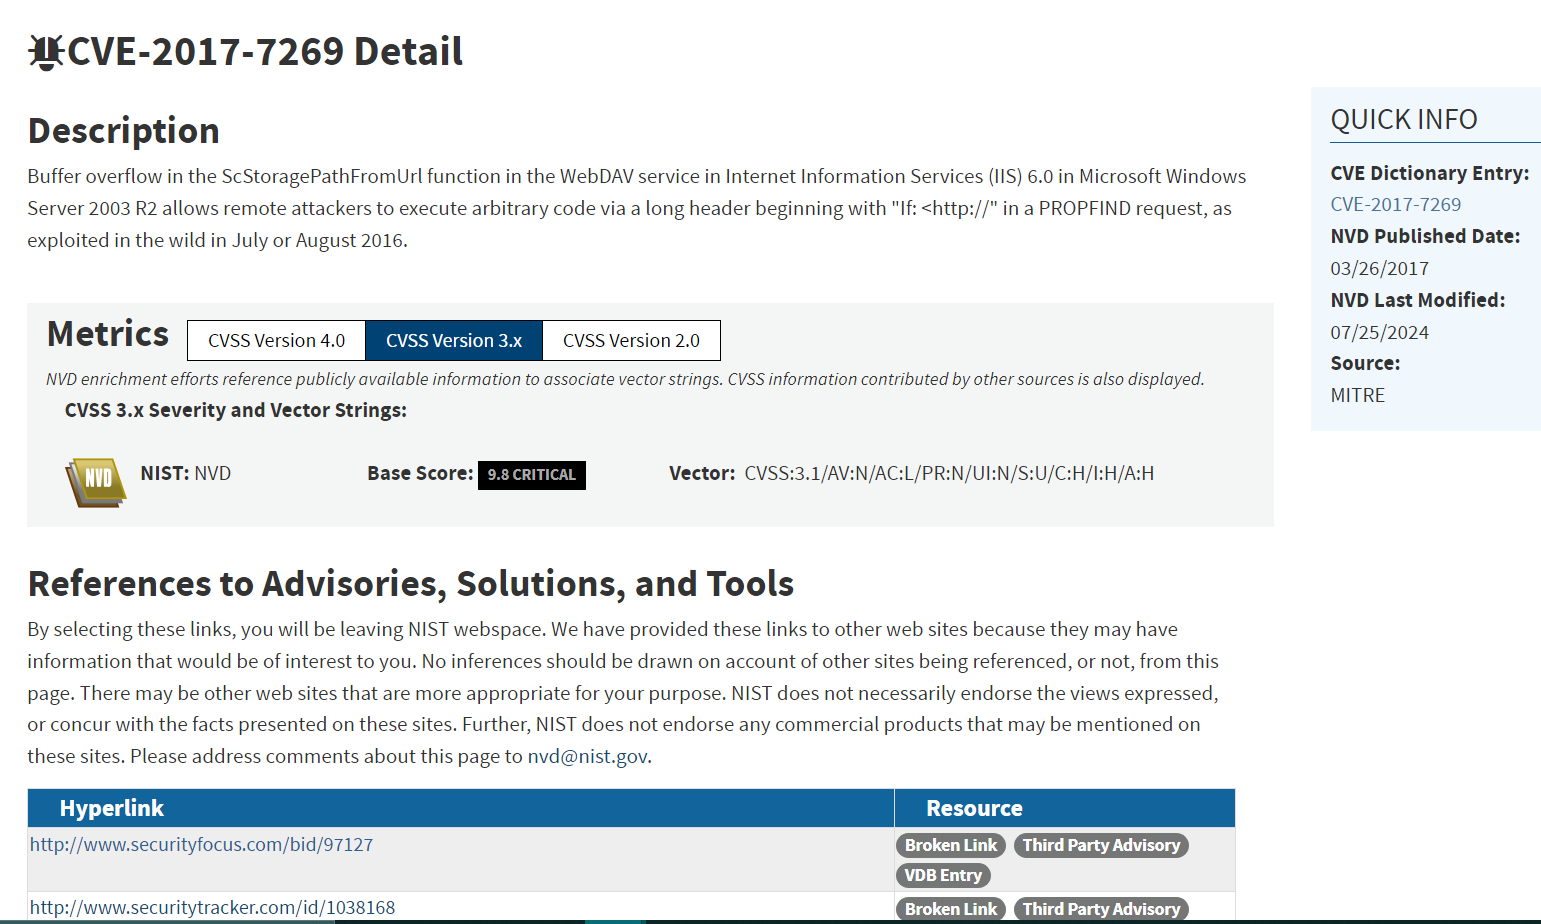 CVE-2017-7269 Detail
Description
Buffer overflow in the ScStoragePathFromUrl function in the WebDAV service in Internet Information Services (IIS) 6.0 in Microsoft Windows
Server 2003 R2 allows remote attackers to execute arbitrary code via a long header beginning with "If: <http://" in a PROPFIND request, as
exploited in the wild in July or August 2016.
Metrics
CVSS Version 4.0
CVSS Version 3.x
CVSS Version 2.0
NVD enrichment efforts reference publicly available information to associate vector strings. CVSS information contributed by other sources is also displayed.
CVSS 3.x Severity and Vector Strings:
NVD
NIST: NVD
Base Score: 9.8 CRITICAL
Vector: CVSS:3.1/AV:N/AC:L/PR:N/UI:N/S:U/C:H/I:H/A:H
References to Advisories, Solutions, and Tools
By selecting these links, you will be leaving NIST webspace. We have provided these links to other web sites because they may have
information that would be of interest to you. No inferences should be drawn on account of other sites being referenced, or not, from this
page. There may be other web sites that are more appropriate for your purpose. NIST does not necessarily endorse the views expressed,
or concur with the facts presented on these sites. Further, NIST does not endorse any commercial products that may be mentioned on
these sites. Please address comments about this page to nvd@nist.gov.
Hyperlink
Resource
http://www.securityfocus.com/bid/97127
Broken Link Third Party Advisory
VDB Entry
http://www.securitytracker.com/id/1038168
Broken Link Third Party Advisory
QUICK INFO
CVE Dictionary Entry:
CVE-2017-7269
NVD Published Date:
03/26/2017
NVD Last Modified:
07/25/2024
Source:
MITRE